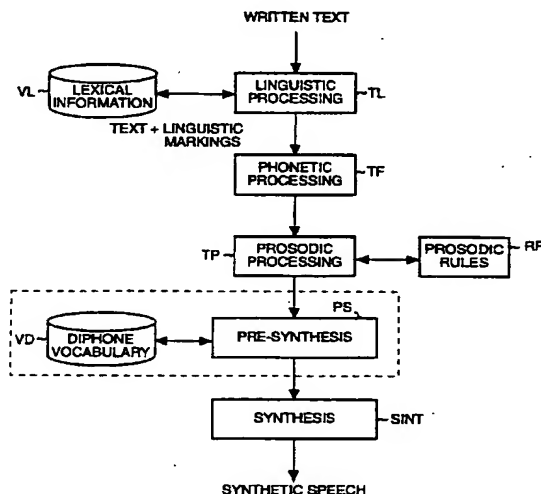 WRITTEN TEXT
VL
LEXICAL
INFORMATION
LINGUISTIC
PROCESSING
TL
TEXT + LINGUISTIC
MARKINGS
PHONETIC
PROCESSING
TF
TP
PROSODIC
PROCESSING
PROSODIC
RULES
RP
PS
VD
DIPHONE
VOCABULARY
PRE-SYNTHESIS
SYNTHESIS
SINT
SYNTHETIC SPEECH